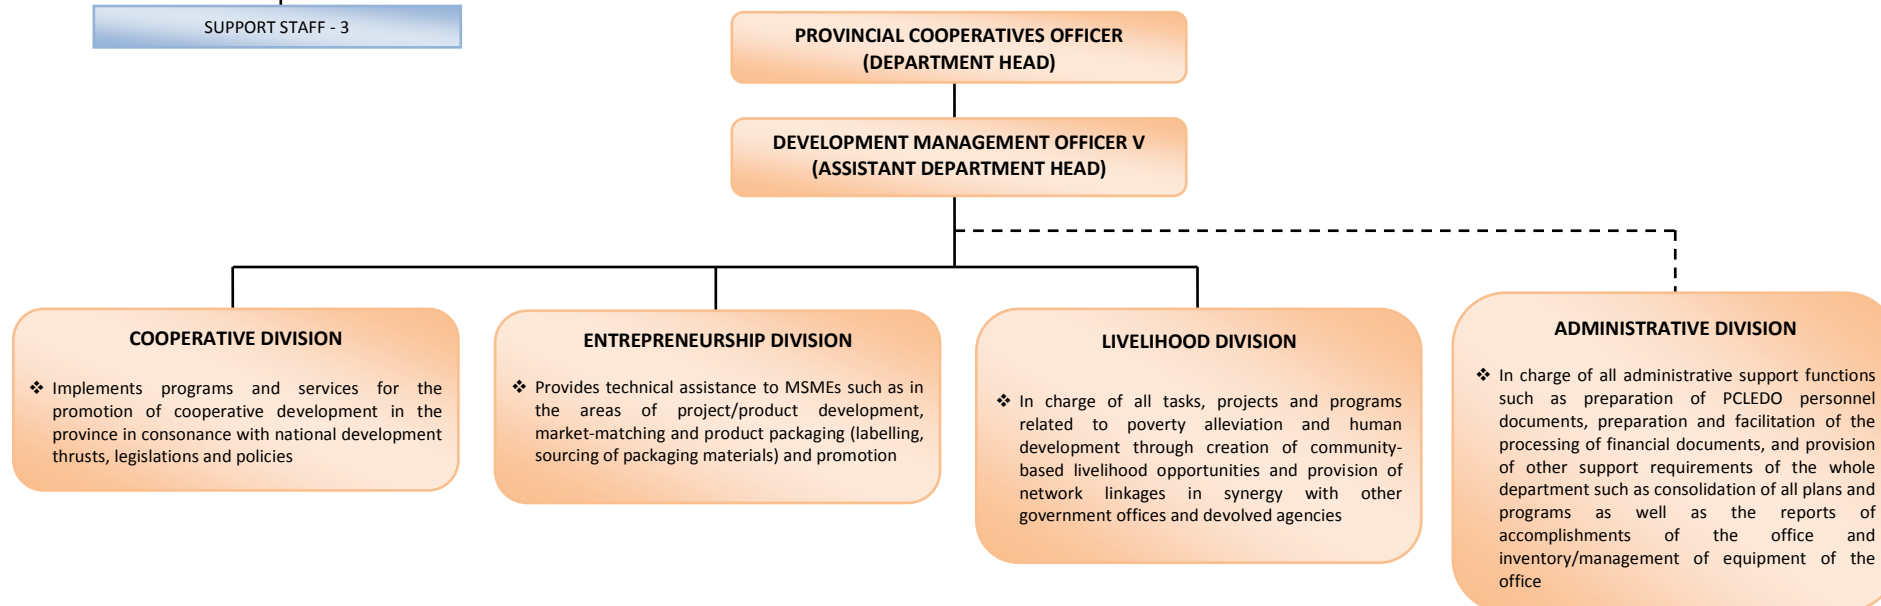 SUPPORT STAFF - 3
PROVINCIAL COOPERATIVES OFFICER
(DEPARTMENT HEAD)
DEVELOPMENT MANAGEMENT OFFICER V
(ASSISTANT DEPARTMENT HEAD)
COOPERATIVE DIVISION
❖ Implements programs and services for the
promotion of cooperative development in the
province in consonance with national development
thrusts, legislations and policies
ENTREPRENEURSHIP DIVISION
❖ Provides technical assistance to MSMEs such as in
the areas of project/product development,
market-matching and product packaging (labelling,
sourcing of packaging materials) and promotion
LIVELIHOOD DIVISION
❖ In charge of all tasks, projects and programs
related to poverty alleviation and human
development through creation of community-
based livelihood opportunities and provision of
network linkages in synergy with other
government offices and devolved agencies
ADMINISTRATIVE DIVISION
❖ In charge of all administrative support functions
such as preparation of PCLEDO personnel
documents, preparation and facilitation of the
processing of financial documents, and provision
of other support requirements of the whole
department such as consolidation of all plans and
programs as well as the reports of
accomplishments of the office and
inventory/management of equipment of the
office